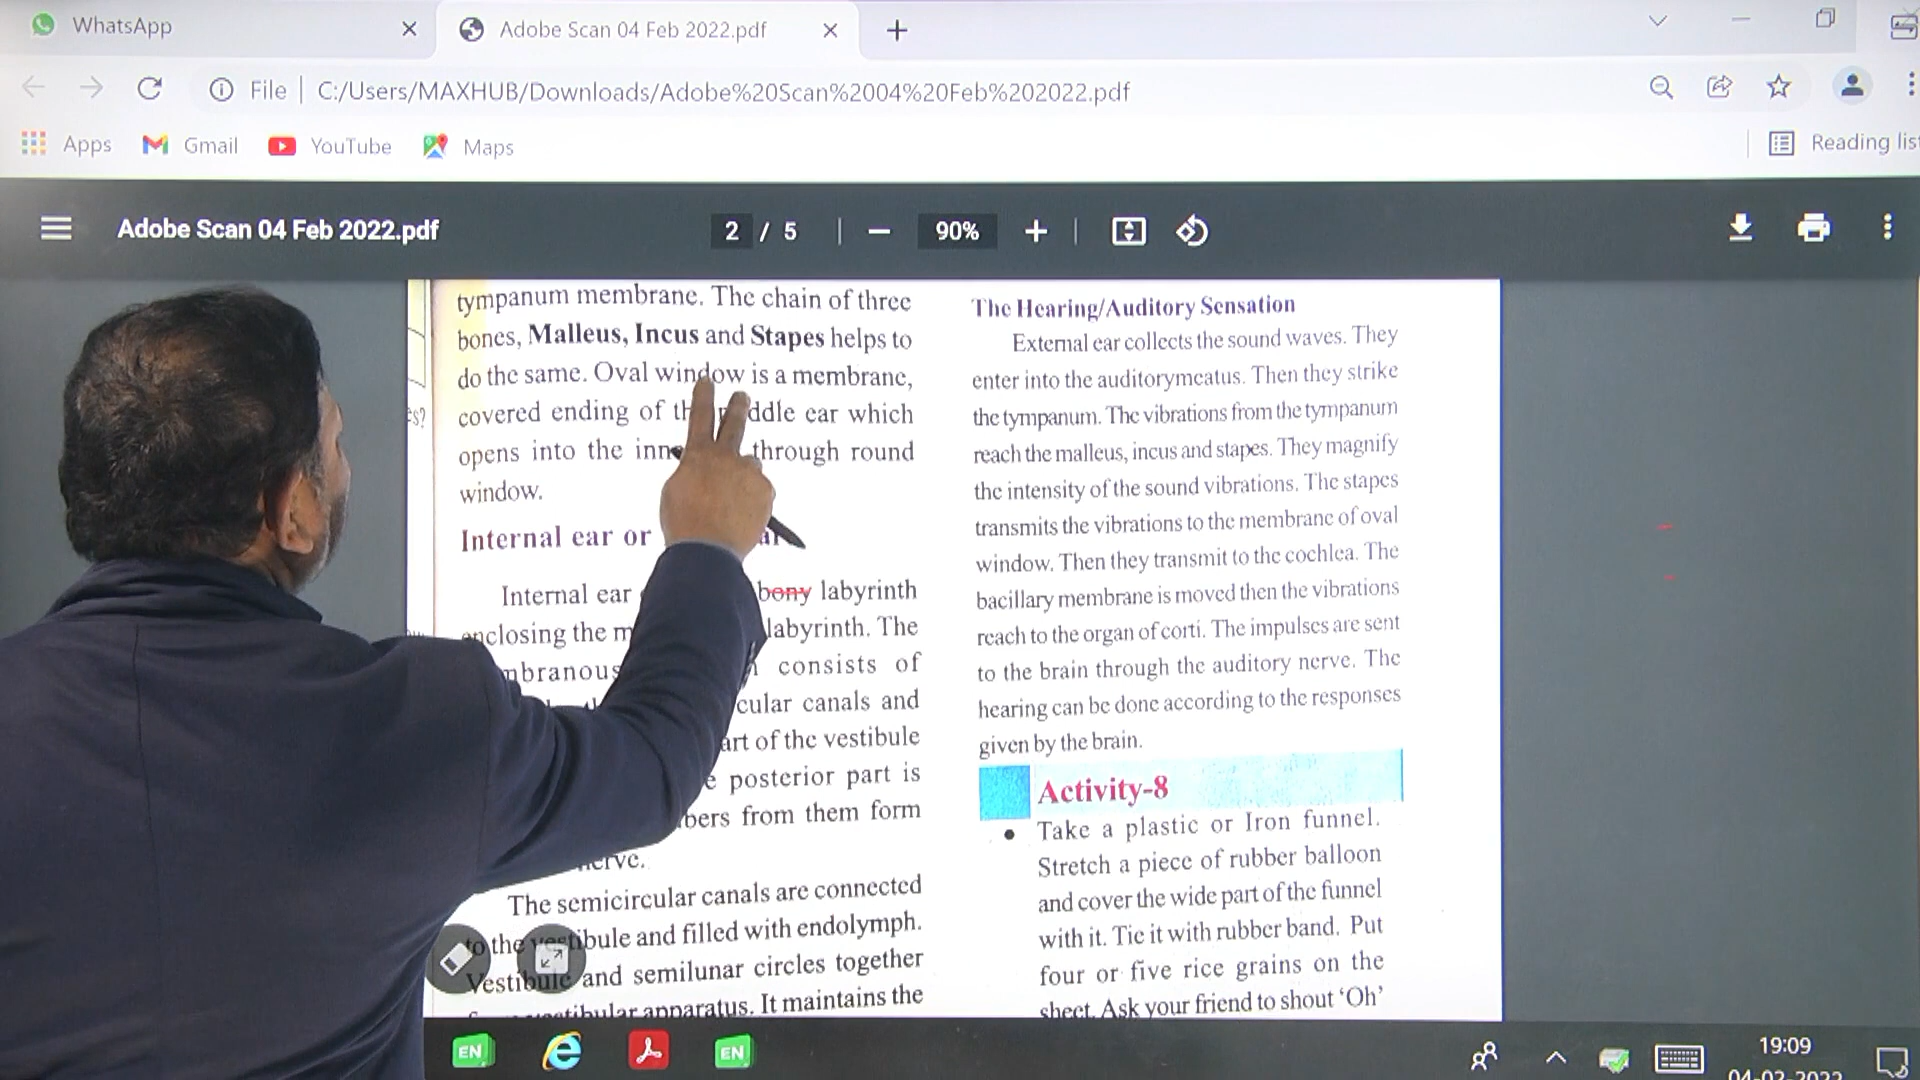 WhatsApp
Adobe Scan 04 Feb 2022.pdf
File
C:/Users/MAXHUB/Downloads/Adobe%20Scan%2004%20Feb%202022.pdf
Apps
Gmail
YouTube
Maps
Reading lis
Adobe Scan 04 Feb 2022.pdf
2 / 5
90%
tympanum membrane. The chain of three
bones, Malleus, Incus and Stapes helps to
do the same. Oval window is a membrane,
covered ending of ddle ear which
opens into the inn through round
window.
Internal ear or
Internal ear bony labyrinth
enclosing the labyrinth. The
mbranous consists of
cular canals and
art of the vestibule
posterior part is
bers from them form
nerve.
The semicircular canals are connected
to the vestibule and filled with endolymph.
Vestibule and semilunar circles together
vestibular apparatus. It maintains the
The Hearing/Auditory Sensation
External ear collects the sound waves. They
enter into the auditorymeatus. Then they strike
the tympanum. The vibrations from the tympanum
reach the malleus, incus and stapes. They magnify
the intensity of the sound vibrations. The stapes
transmits the vibrations to the membrane of oval
window. Then they transmit to the cochlea. The
bacillary membrane is moved then the vibrations
reach to the organ of corti. The impulses are sent
to the brain through the auditory nerve. The
hearing can be done according to the responses
given by the brain.
Activity-8
• Take a plastic or Iron funnel.
Stretch a piece of rubber balloon
and cover the wide part of the funnel
with it. Tie it with rubber band. Put
four or five rice grains on the
sheet. Ask your friend to shout ‘Oh’
EN
EN
19:09
04-02-2022